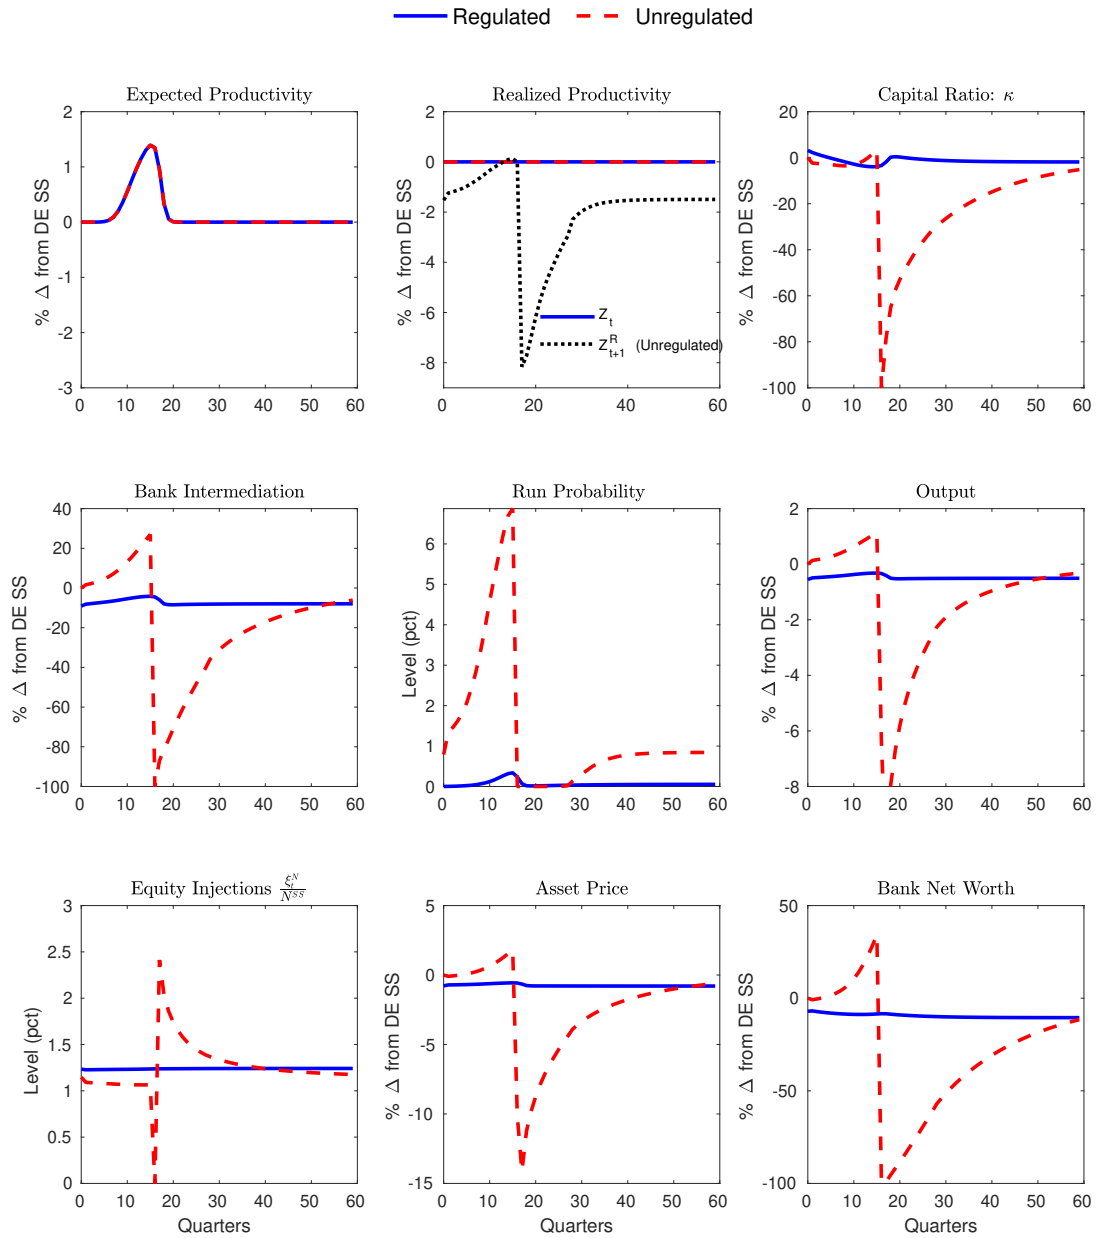 Regulated Unregulated
Expected Productivity
% Δ from DE SS
2
1
0
-1
-2
-3
0 10 20 30 40 50 60
Realized Productivity
% Δ from DE SS
2
0
-2
-4
-6
-8
Z_t
Z^R_{t+1} (Unregulated)
0 10 20 30 40 50 60
Capital Ratio: κ
% Δ from DE SS
20
0
-20
-40
-60
-80
-100
0 10 20 30 40 50 60
Bank Intermediation
% Δ from DE SS
40
20
0
-20
-40
-60
-80
-100
0 10 20 30 40 50 60
Run Probability
Level (pct)
6
5
4
3
2
1
0
0 10 20 30 40 50 60
Output
% Δ from DE SS
2
0
-2
-4
-6
-8
0 10 20 30 40 50 60
Equity Injections ξ_t^N / N^{SS}
Level (pct)
3
2.5
2
1.5
1
0.5
0
0 10 20 30 40 50 60
Quarters
Asset Price
% Δ from DE SS
5
0
-5
-10
-15
0 10 20 30 40 50 60
Quarters
Bank Net Worth
% Δ from DE SS
50
0
-50
-100
0 10 20 30 40 50 60
Quarters